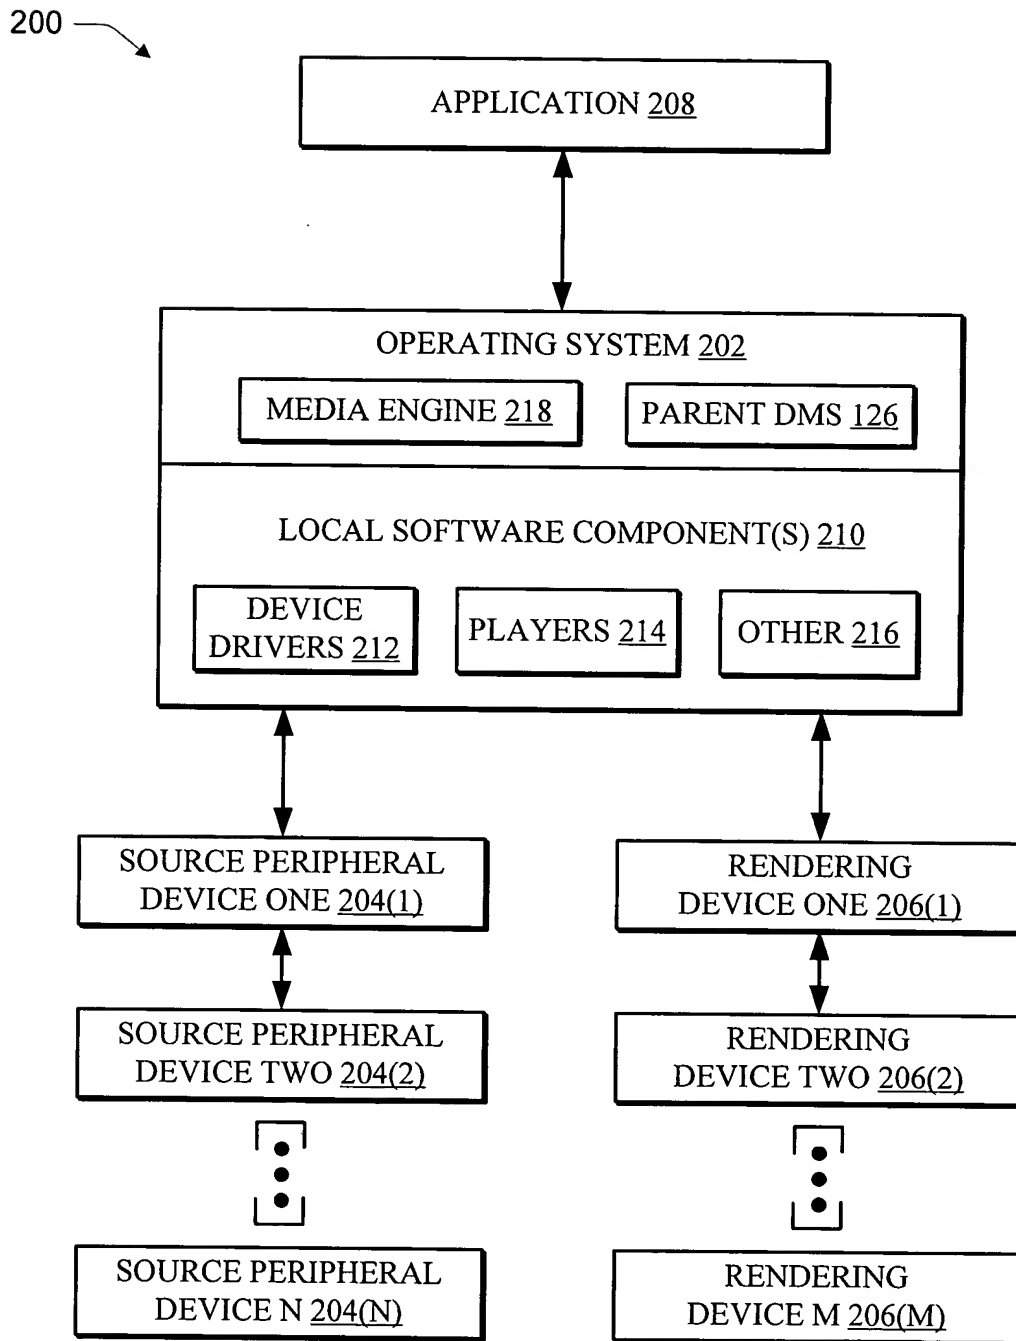 200
APPLICATION 208
OPERATING SYSTEM 202
MEDIA ENGINE 218
PARENT DMS 126
LOCAL SOFTWARE COMPONENT(S) 210
DEVICE
DRIVERS 212
PLAYERS 214
OTHER 216
SOURCE PERIPHERAL
DEVICE ONE 204(1)
RENDERING
DEVICE ONE 206(1)
SOURCE PERIPHERAL
DEVICE TWO 204(2)
RENDERING
DEVICE TWO 206(2)
SOURCE PERIPHERAL
DEVICE N 204(N)
RENDERING
DEVICE M 206(M)